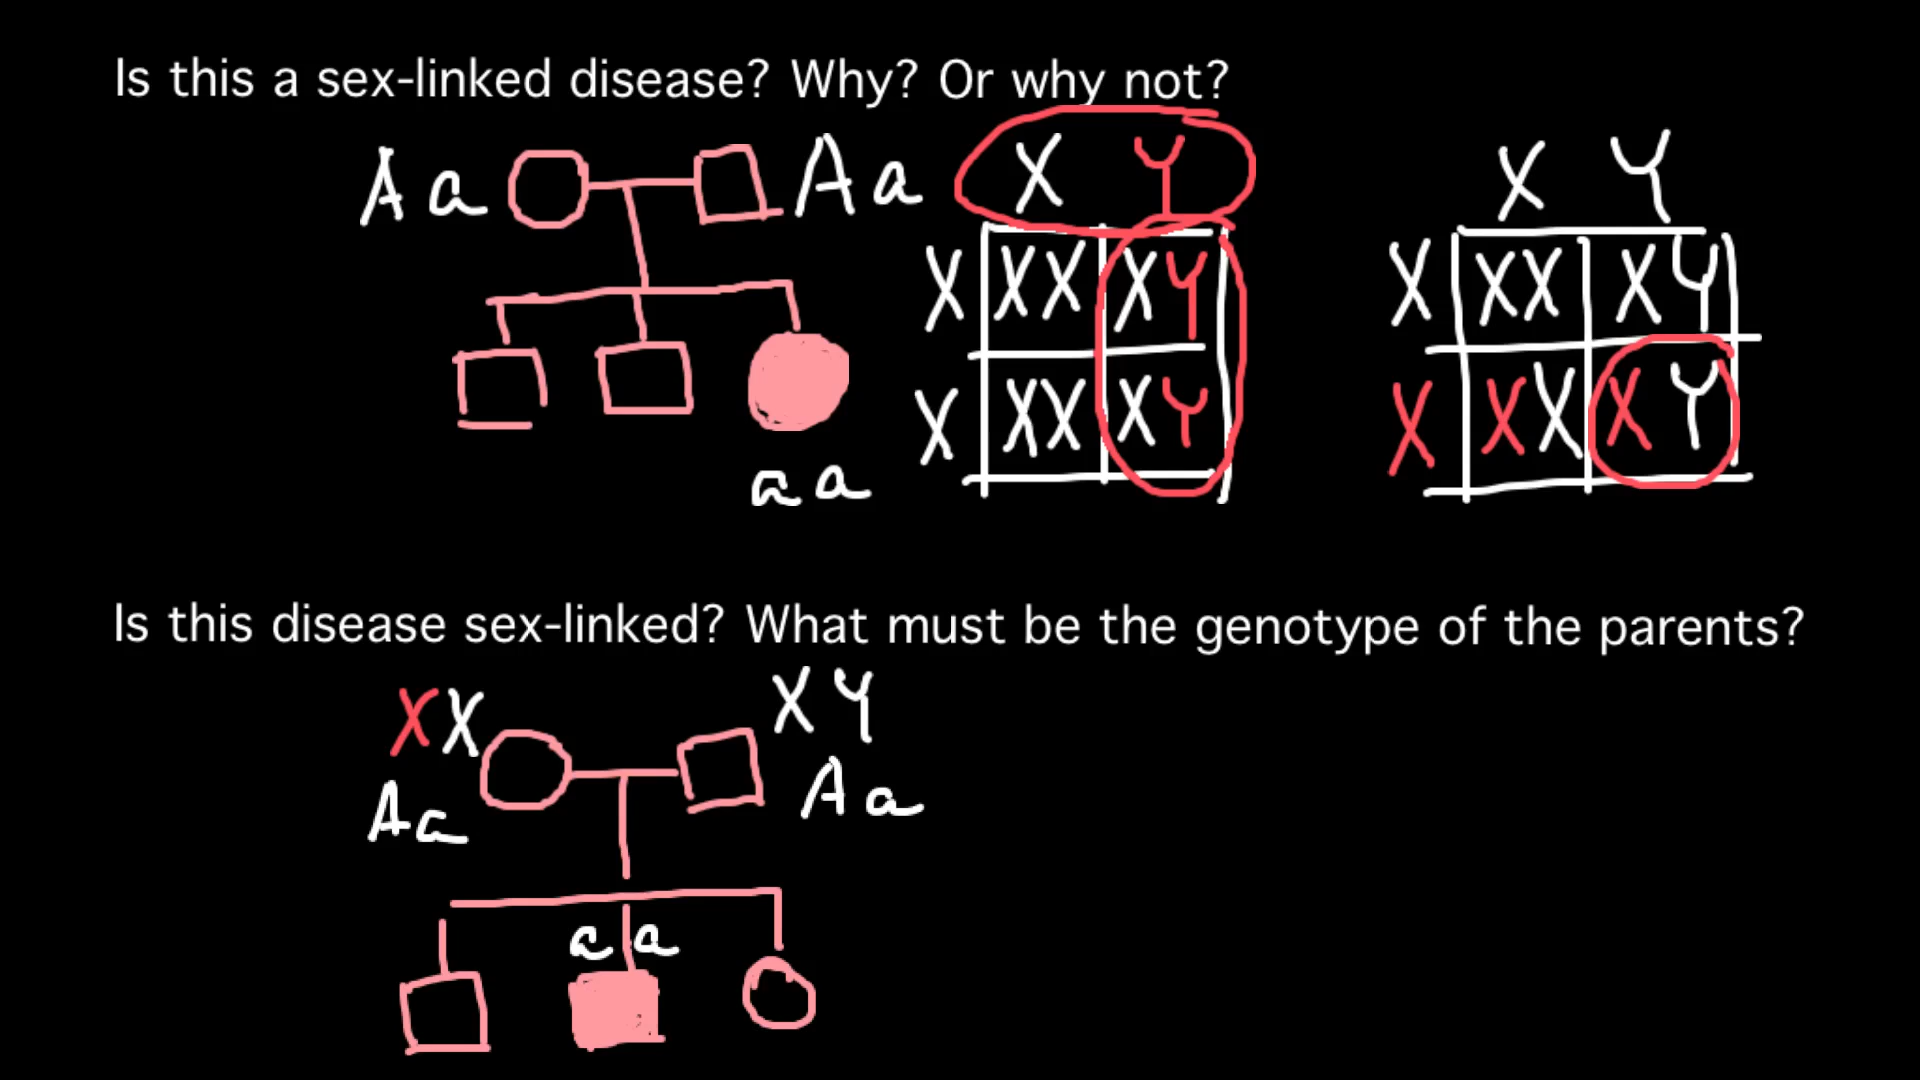 Is this a sex-linked disease? Why? Or why not?
Aa Aa
aa
X Y
X XX XY
X XX XY
X Y
X XX XY
X XX XY
Is this disease sex-linked? What must be the genotype of the parents?
XX XY
Aa Aa
aa